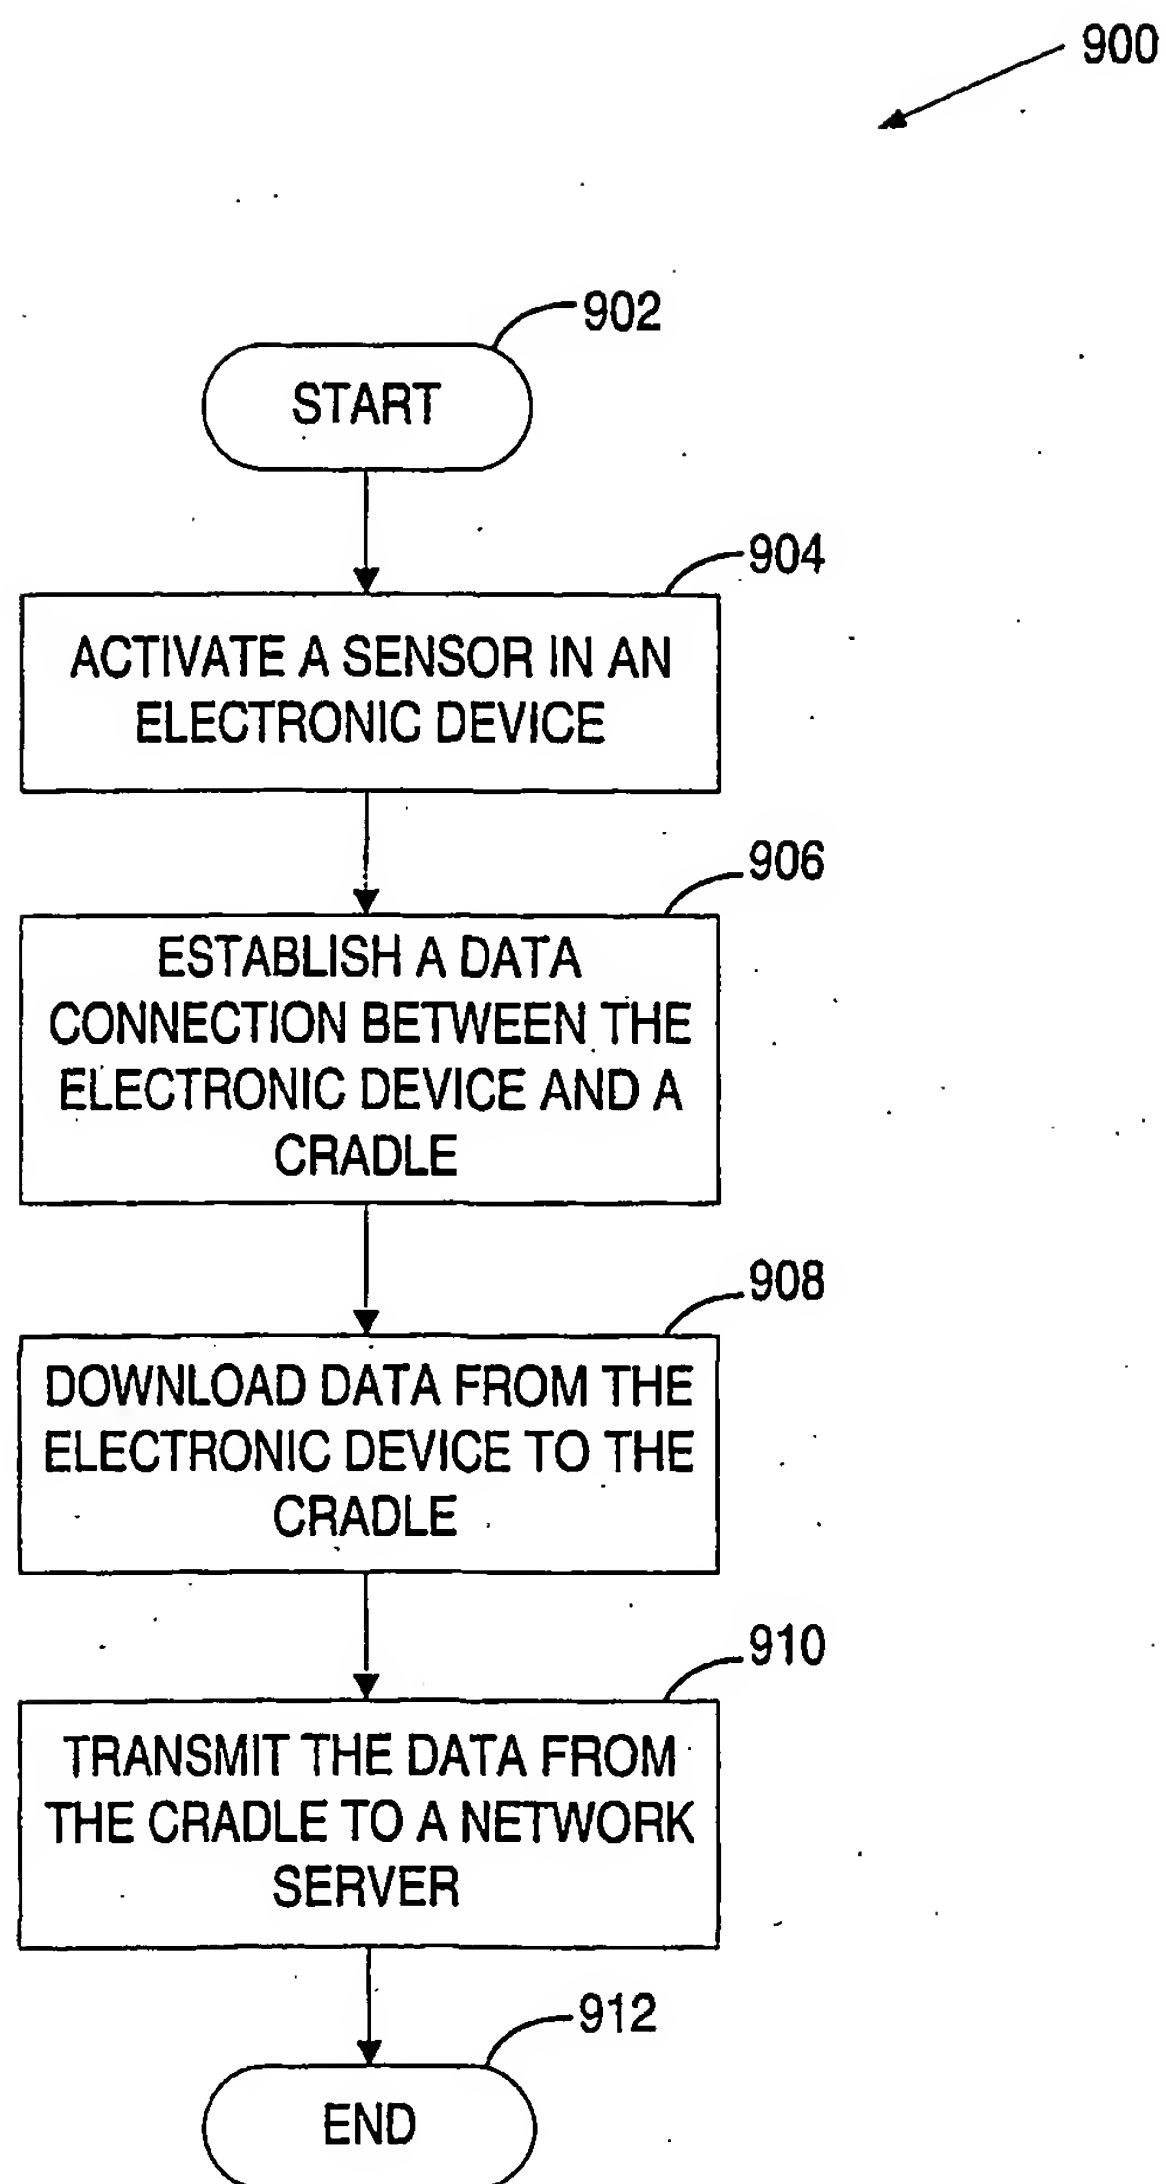 900
902
START
904
ACTIVATE A SENSOR IN AN
ELECTRONIC DEVICE
906
ESTABLISH A DATA
CONNECTION BETWEEN THE
ELECTRONIC DEVICE AND A
CRADLE
908
DOWNLOAD DATA FROM THE
ELECTRONIC DEVICE TO THE
CRADLE
910
TRANSMIT THE DATA FROM
THE CRADLE TO A NETWORK
SERVER
912
END